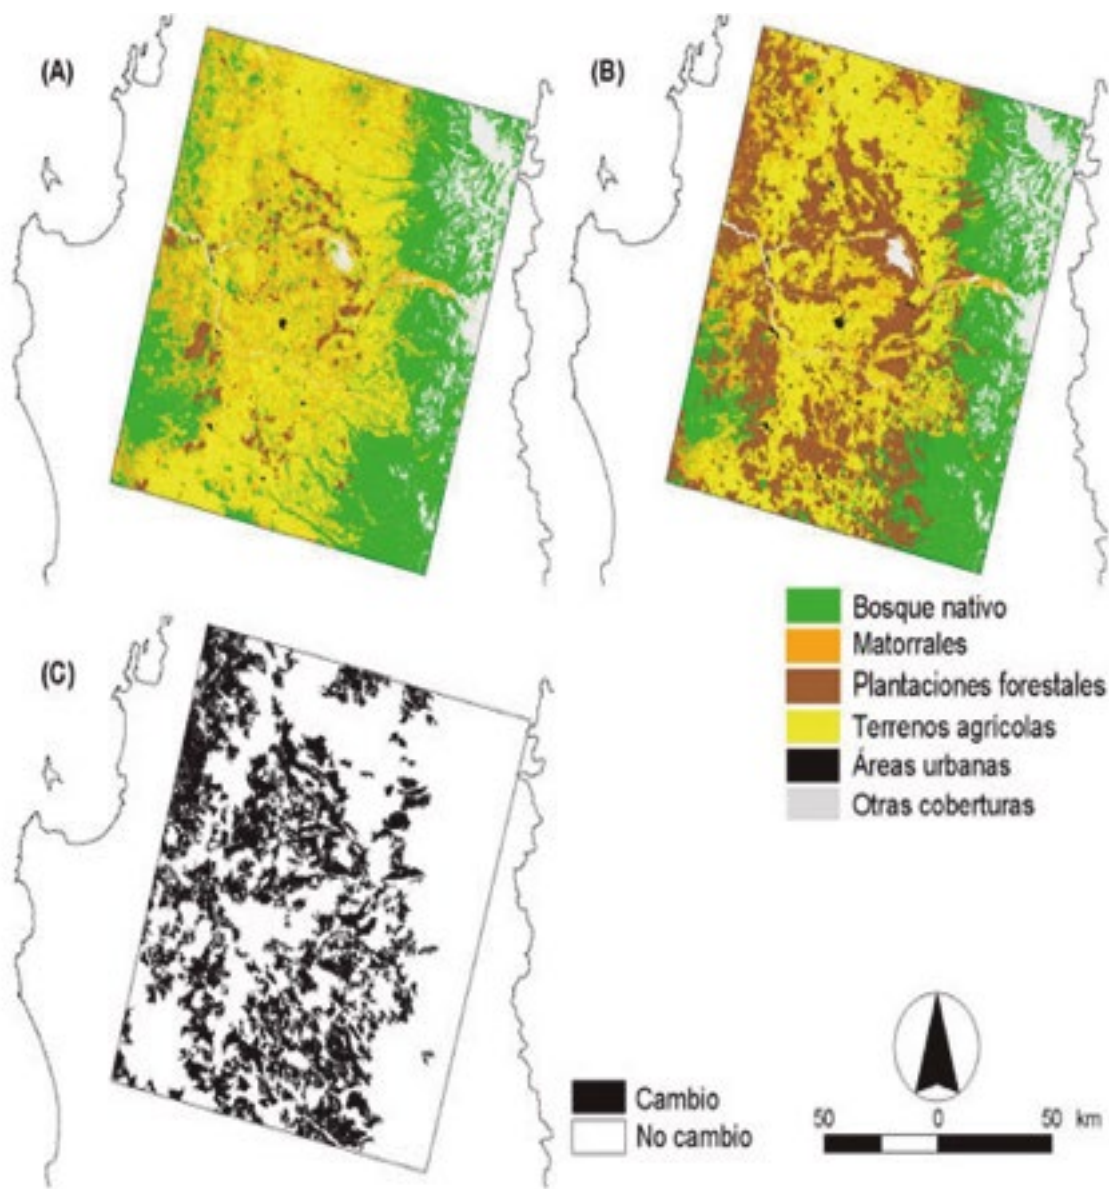 (A)
(B)
Bosque nativo
Matorrales
Plantaciones forestales
Terrenos agrícolas
Áreas urbanas
Otras coberturas
(C)
Cambio
No cambio
50 0 50 km